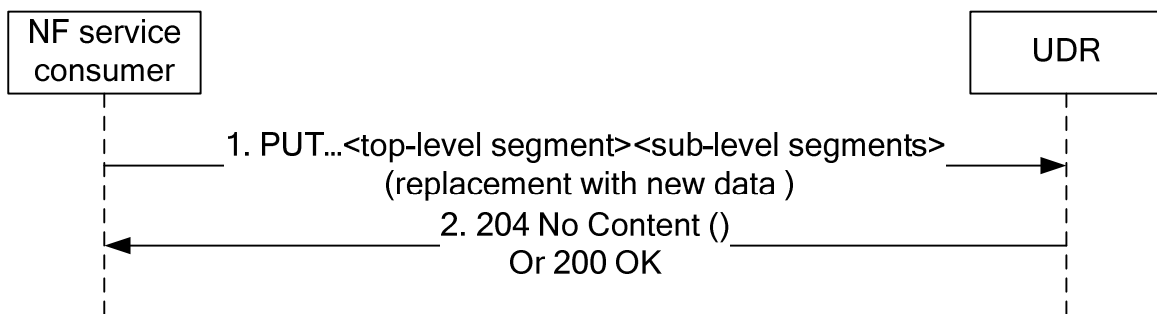 NF service
consumer
UDR
1. PUT...<top-level segment><sub-level segments>
(replacement with new data )
2. 204 No Content ()
Or 200 OK